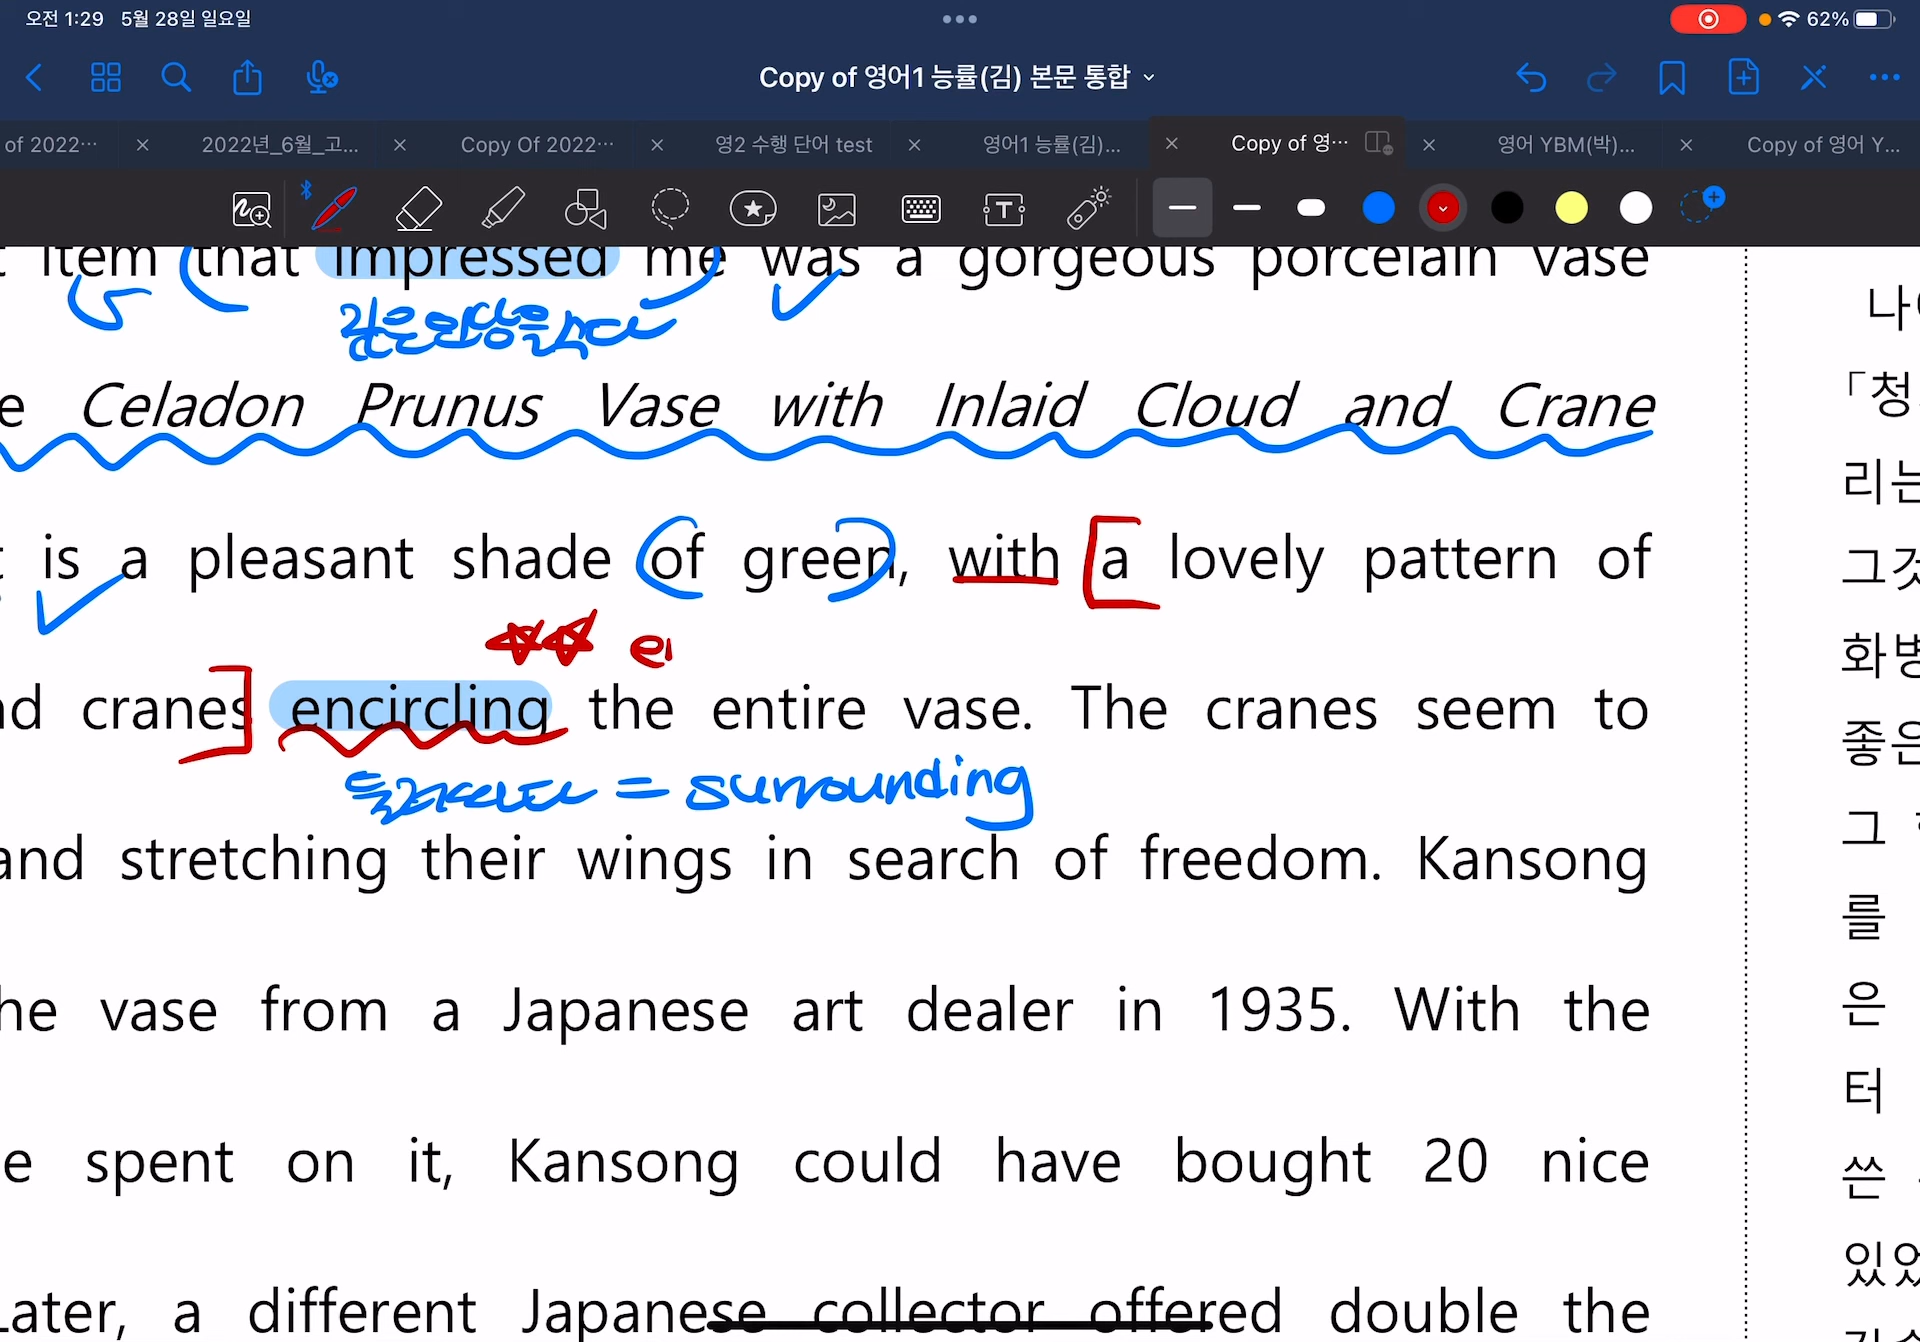 오전 1:29 5월 28일 일요일
62%
Copy of 영어1 능률(김) 본문 통합
of 2022… 2022년_6월_고... Copy Of 2022… 영2 수행 단어 test 영어1 능률(김)... Copy of 영… 영어 YBM(박)... Copy of 영어 Y...
item that impressed me was a gorgeous porcelain vase
깊은 인상을 주다
e Celadon Prunus Vase with Inlaid Cloud and Crane
is a pleasant shade of green, with a lovely pattern of
nd cranes encircling the entire vase. The cranes seem to
둘러싸다 = surrounding
and stretching their wings in search of freedom. Kansong
he vase from a Japanese art dealer in 1935. With the
e spent on it, Kansong could have bought 20 nice
Later, a different Japanese collector offered double the
「청
리는
그것
화병
좋은
그
를
은
터
쓴
있었